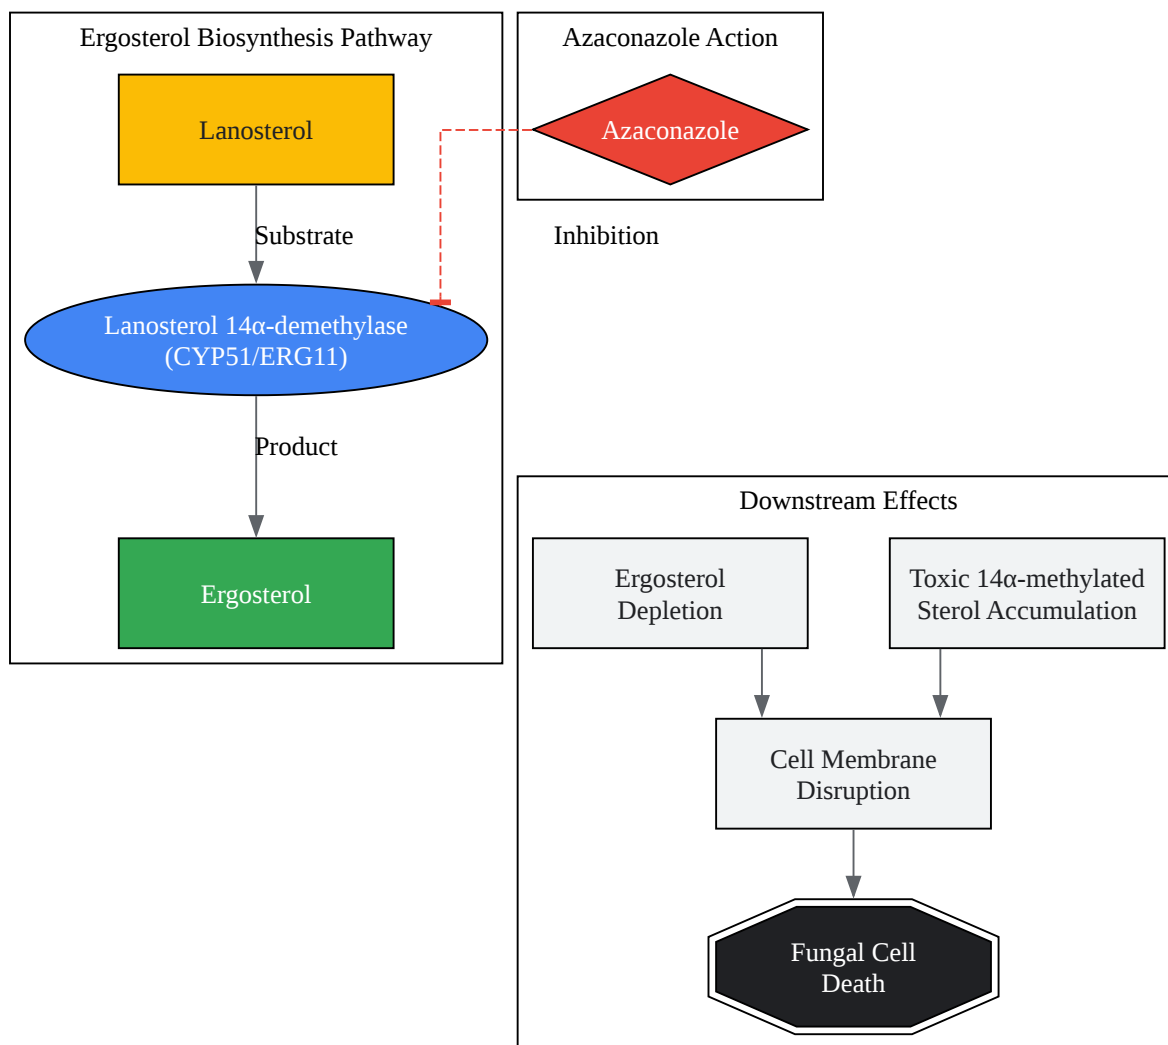 Ergosterol Biosynthesis Pathway
Lanosterol
Substrate
Lanosterol 14α-demethylase
(CYP51/ERG11)
Product
Ergosterol
Azaconazole Action
Azaconazole
Inhibition
Downstream Effects
Ergosterol
Depletion
Toxic 14α-methylated
Sterol Accumulation
Cell Membrane
Disruption
Fungal Cell
Death